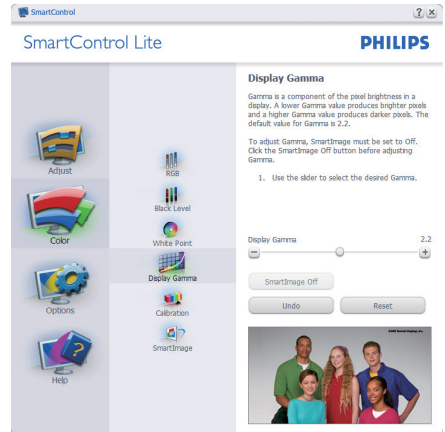 SmartControl
? ×
SmartControl Lite
PHILIPS
Adjust
Color
Options
Help
RGB
Black Level
White Point
Display Gamma
Calibration
SmartImage
Display Gamma
Gamma is a component of the pixel brightness in a
display. A lower Gamma value produces brighter pixels
and a higher Gamma value produces darker pixels. The
default value for Gamma is 2.2.
To adjust Gamma, SmartImage must be set to Off.
Click the SmartImage Off button before adjusting
Gamma.
1. Use the slider to select the desired Gamma.
Display Gamma 2.2
− +
SmartImage Off
Undo Reset